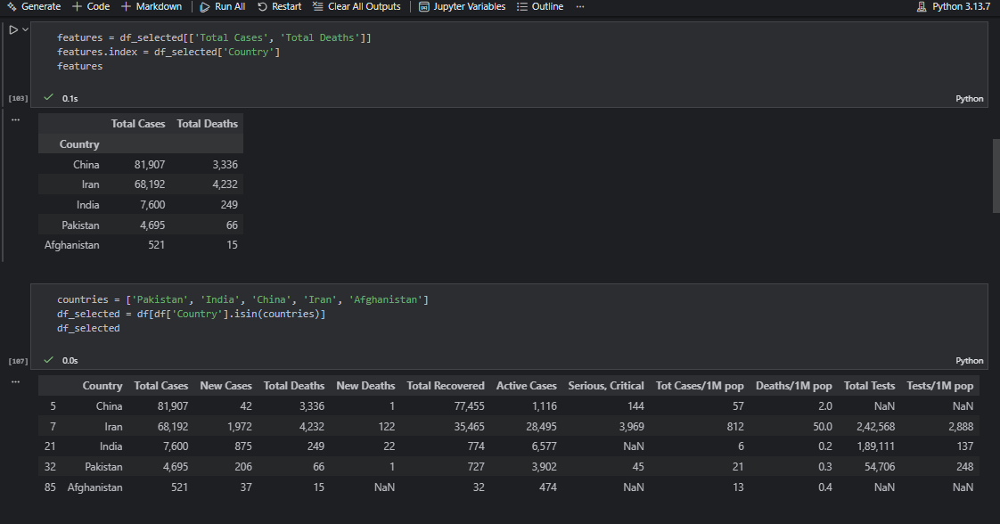 Generate + Code + Markdown Run All Restart Clear All Outputs Jupyter Variables Outline ... Python 3.13.7
features = df_selected[['Total Cases', 'Total Deaths']]
features.index = df_selected['Country']
features
[103] 0.1s Python
...
Total Cases Total Deaths
Country
China 81,907 3,336
Iran 68,192 4,232
India 7,600 249
Pakistan 4,695 66
Afghanistan 521 15
countries = ['Pakistan', 'India', 'China', 'Iran', 'Afghanistan']
df_selected = df[df['Country'].isin(countries)]
df_selected
[107] 0.0s Python
...
Country Total Cases New Cases Total Deaths New Deaths Total Recovered Active Cases Serious, Critical Tot Cases/1M pop Deaths/1M pop Total Tests Tests/1M pop
5 China 81,907 42 3,336 1 77,455 1,116 144 57 2.0 NaN NaN
7 Iran 68,192 1,972 4,232 122 35,465 28,495 3,969 812 50.0 2,42,568 2,888
21 India 7,600 875 249 22 774 6,577 NaN 6 0.2 1,89,111 137
32 Pakistan 4,695 206 66 1 727 3,902 45 21 0.3 54,706 248
85 Afghanistan 521 37 15 NaN 32 474 NaN 13 0.4 NaN NaN